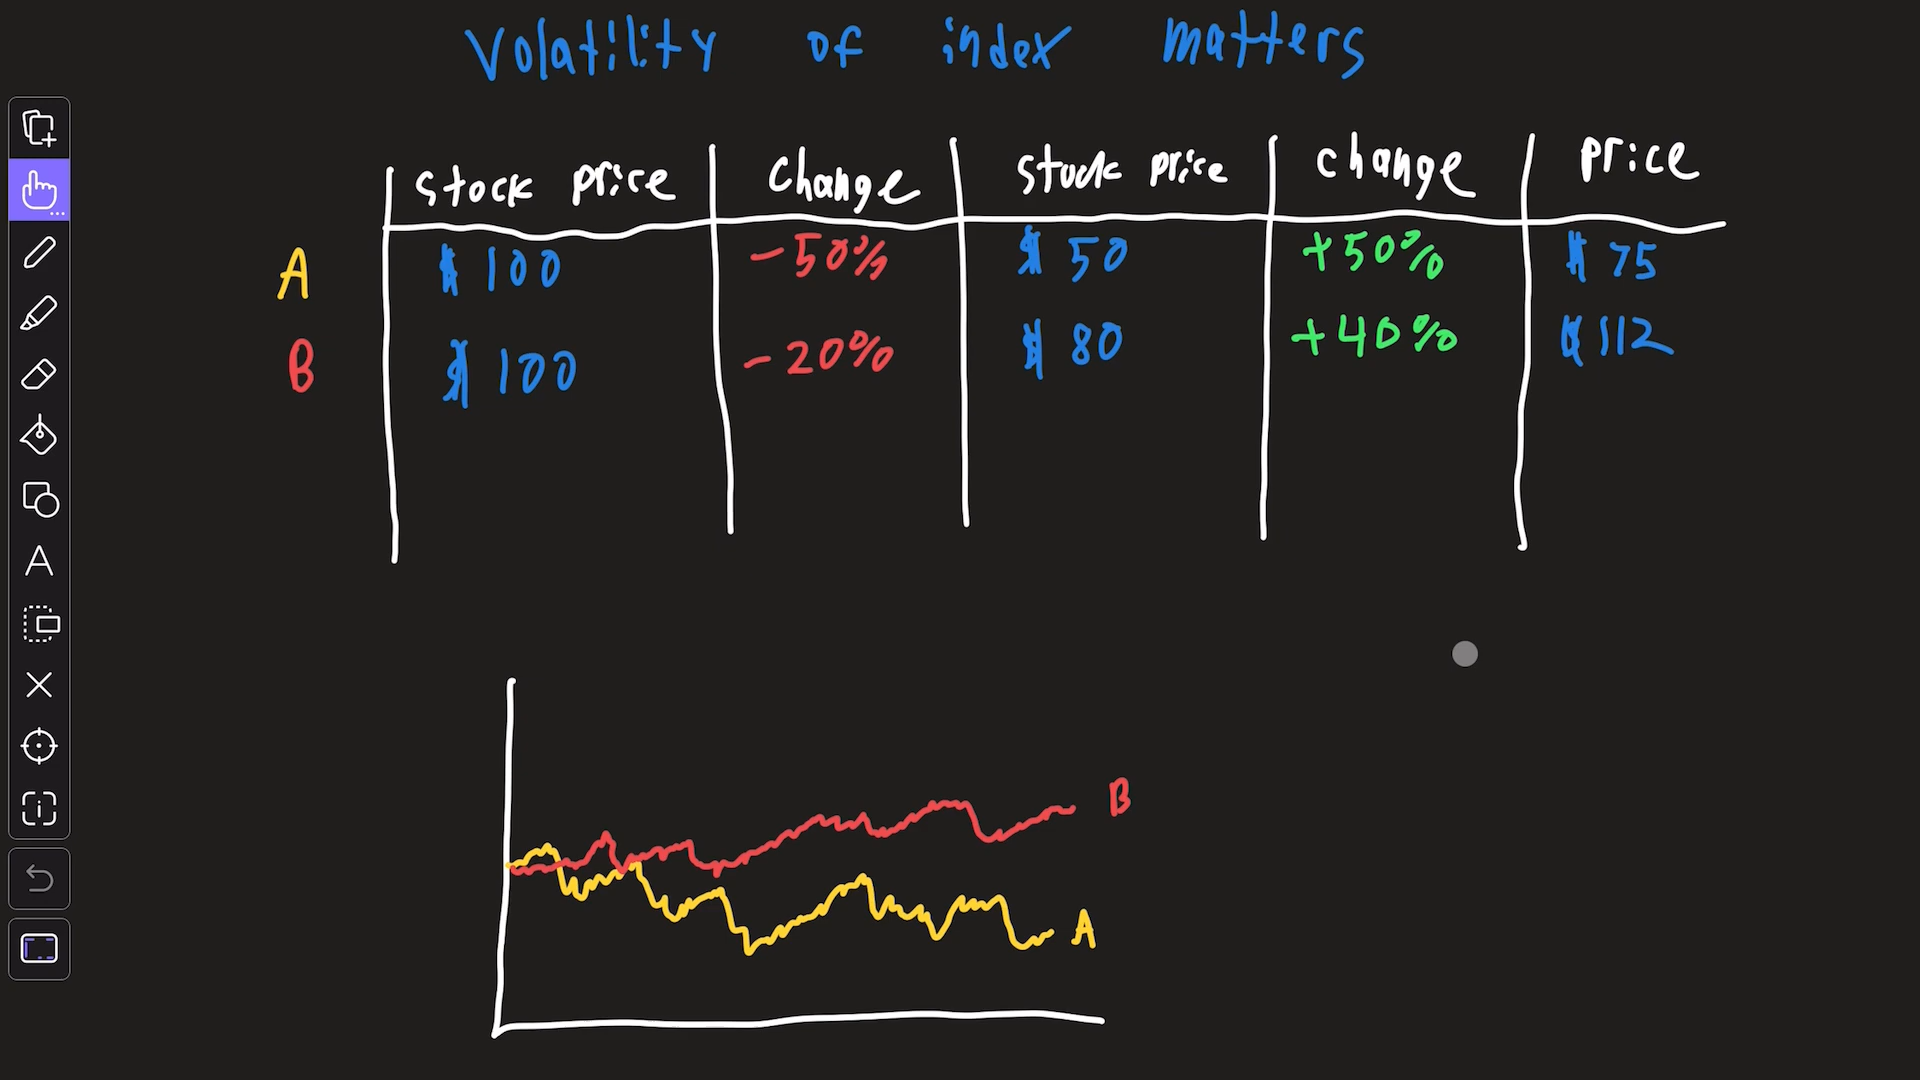 Volatility of index matters
stock price change stock price change price
A $ 100 -50% $ 50 +50% $ 75
B $ 100 -20% $ 80 +40% $ 112
B
A